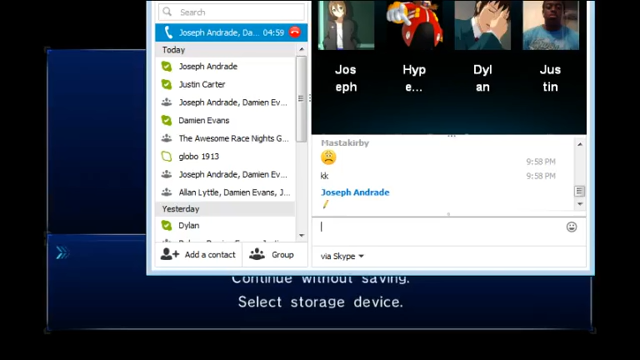 Search
Joseph Andrade, Da... 04:59
Today
Joseph Andrade
Justin Carter
Joseph Andrade, Damien Ev...
Damien Evans
The Awesome Race Nights G...
globo 1913
Joseph Andrade, Damien Ev...
Allan Lyttle, Damien Evans, J...
Yesterday
Dylan
Add a contact
Group
Jos
eph
Hyp
e...
Dyl
an
Jus
tin
Mastakirby
9:58 PM
kk
9:58 PM
Joseph Andrade
via Skype
Continue without saving.
Select storage device.